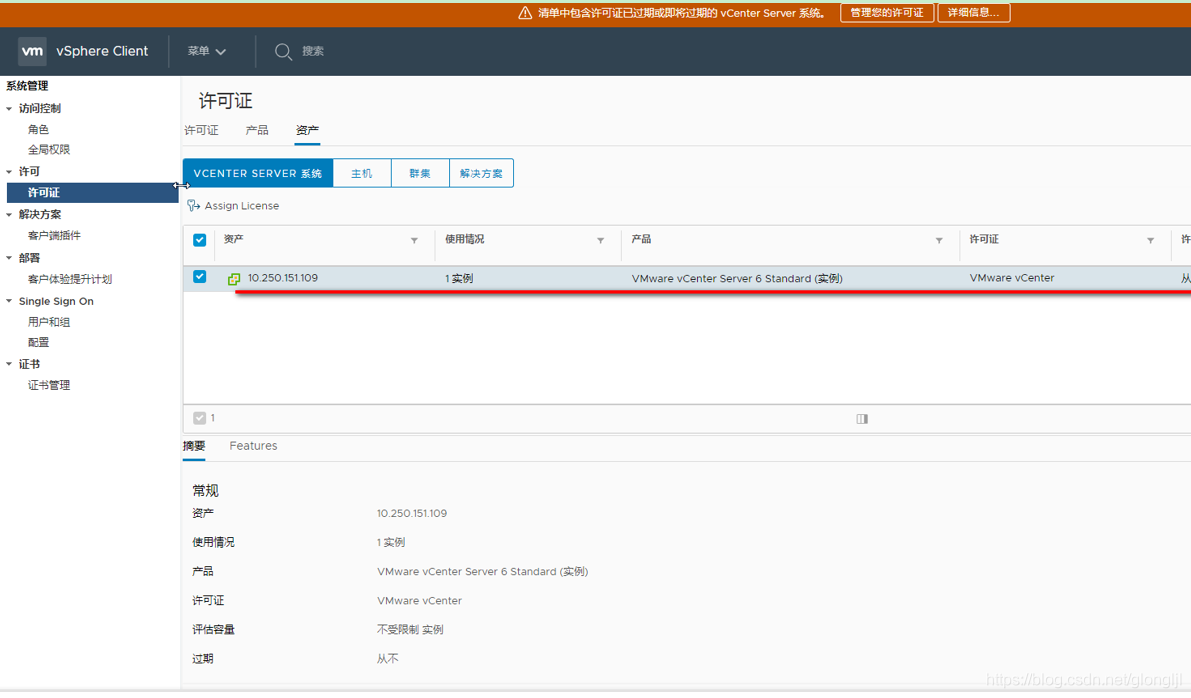 清单中包含许可证已过期或即将过期的 vCenter Server 系统。 管理您的许可证 详细信息...
vm vSphere Client 菜单 搜索
系统管理
访问控制
角色
全局权限
许可
许可证
解决方案
客户端插件
部署
客户体验提升计划
Single Sign On
用户和组
配置
证书
证书管理
许可证
许可证 产品 资产
VCENTER SERVER 系统 主机 群集 解决方案
Assign License
资产 使用情况 产品 许可证 许
10.250.151.109 1 实例 VMware vCenter Server 6 Standard (实例) VMware vCenter 从
1
摘要 Features
常规
资产 10.250.151.109
使用情况 1 实例
产品 VMware vCenter Server 6 Standard (实例)
许可证 VMware vCenter
评估容量 不受限制 实例
过期 从不